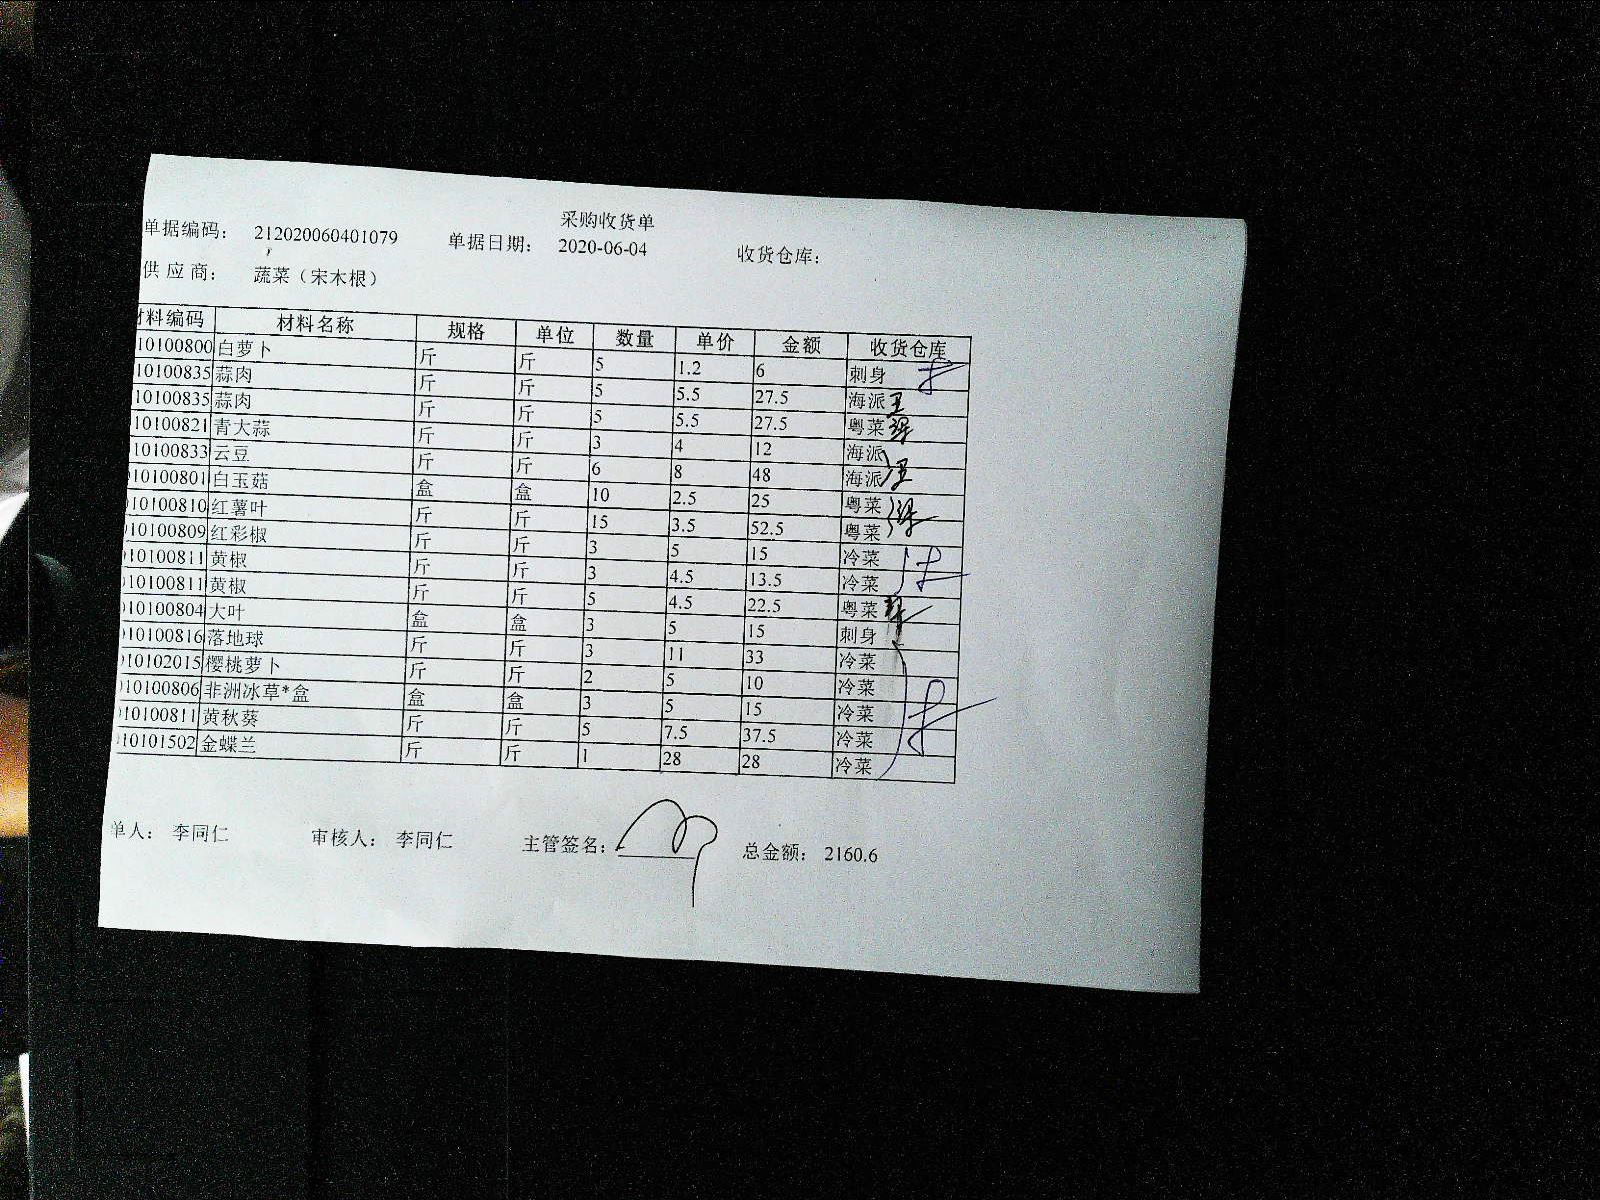 采购收货单
单据编码： 212020060401079 单据日期： 2020-06-04 收货仓库：
供应商： 蔬菜（宋木根）
材料编码 材料名称 规格 单位 数量 单价 金额 收货仓库
10100800 白萝卜 斤 斤 5 1.2 6 刺身
10100835 蒜肉 斤 斤 5 5.5 27.5 海派
10100835 蒜肉 斤 斤 5 5.5 27.5 粤菜
10100821 青大蒜 斤 斤 3 4 12 海派
10100833 云豆 斤 斤 6 8 48 海派
10100801 白玉菇 盒 盒 10 2.5 25 粤菜
10100810 红薯叶 斤 斤 15 3.5 52.5 粤菜
10100809 红彩椒 斤 斤 3 5 15 冷菜
10100811 黄椒 斤 斤 3 4.5 13.5 冷菜
10100811 黄椒 斤 斤 5 4.5 22.5 粤菜
10100804 大叶 盒 盒 3 5 15 刺身
10100816 落地球 斤 斤 3 11 33 冷菜
10102015 樱桃萝卜 斤 斤 2 5 10 冷菜
10100806 非洲冰草*盒 盒 盒 3 5 15 冷菜
10100811 黄秋葵 斤 斤 5 7.5 37.5 冷菜
10101502 金蝶兰 斤 斤 1 28 28 冷菜
单人： 李同仁 审核人： 李同仁 主管签名： 总金额： 2160.6